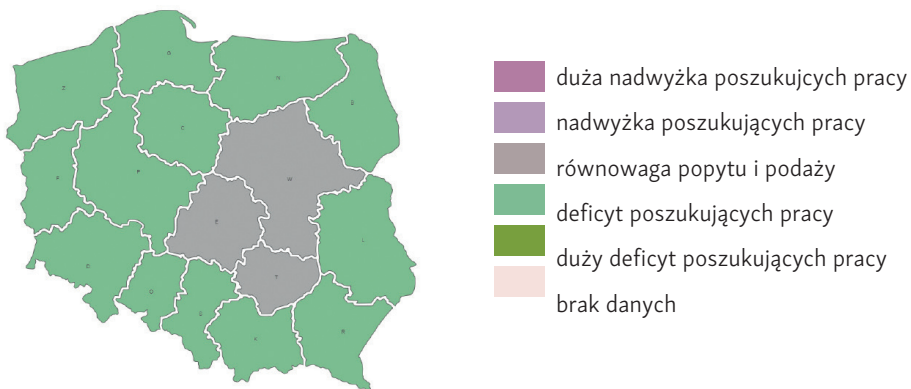 duża nadwyżka poszukujcych pracy
nadwyżka poszukujących pracy
równowaga popytu i podaży
deficyt poszukujących pracy
duży deficyt poszukujących pracy
brak danych